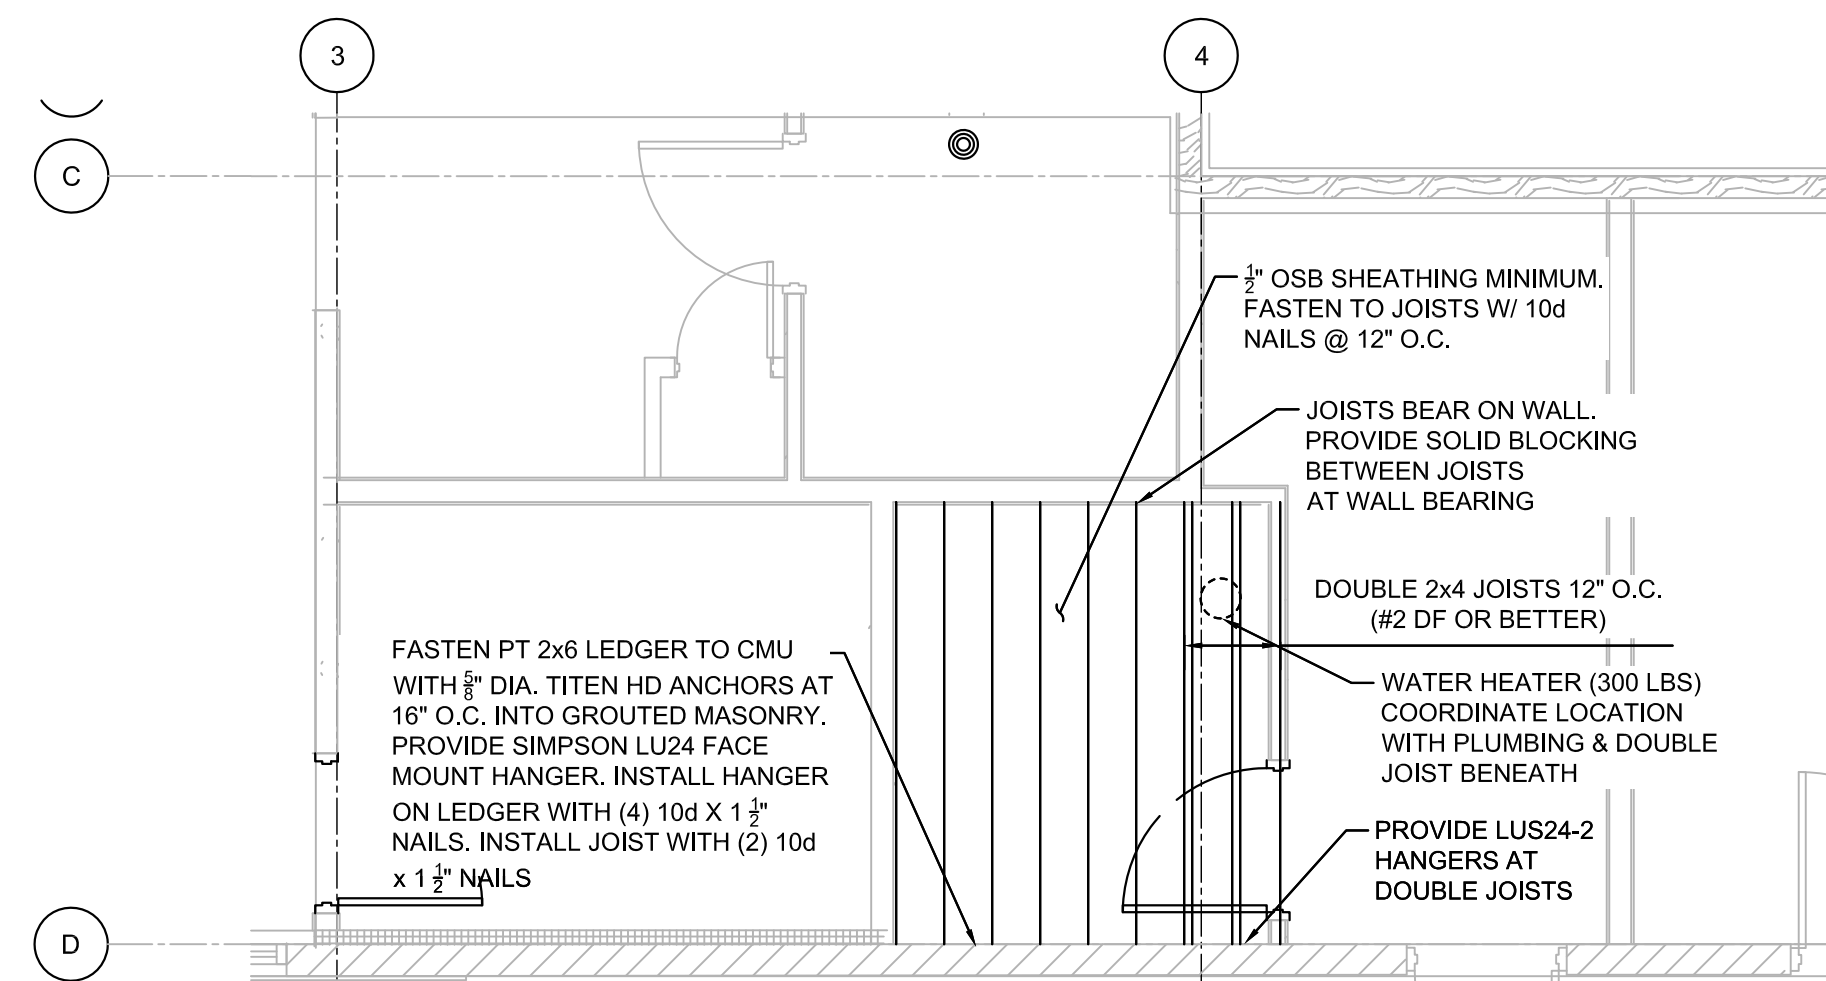 3
4
C
½" OSB SHEATHING MINIMUM.
FASTEN TO JOISTS W/ 10d
NAILS @ 12" O.C.
JOISTS BEAR ON WALL.
PROVIDE SOLID BLOCKING
BETWEEN JOISTS
AT WALL BEARING
DOUBLE 2x4 JOISTS 12" O.C.
(#2 DF OR BETTER)
FASTEN PT 2x6 LEDGER TO CMU
WITH ⅝" DIA. TITEN HD ANCHORS AT
16" O.C. INTO GROUTED MASONRY.
PROVIDE SIMPSON LU24 FACE
MOUNT HANGER. INSTALL HANGER
ON LEDGER WITH (4) 10d X 1 ½"
NAILS. INSTALL JOIST WITH (2) 10d
x 1 ½" NAILS
WATER HEATER (300 LBS)
COORDINATE LOCATION
WITH PLUMBING & DOUBLE
JOIST BENEATH
PROVIDE LUS24-2
HANGERS AT
DOUBLE JOISTS
D